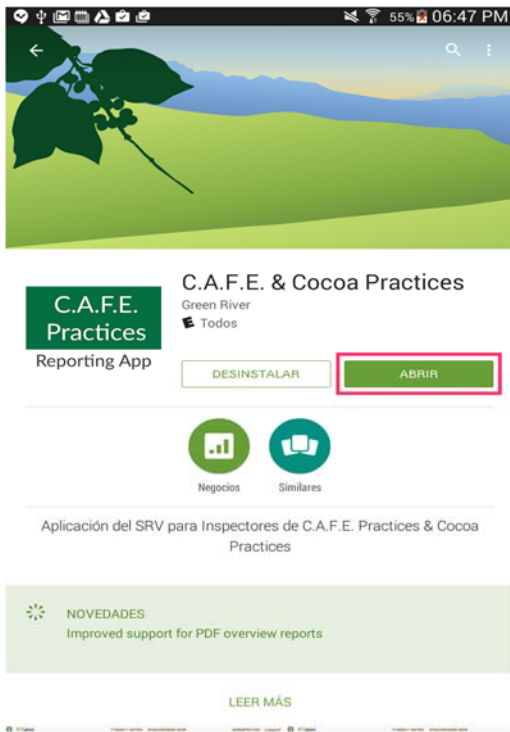 55% 06:47 PM
C.A.F.E.
Practices
Reporting App
C.A.F.E. & Cocoa Practices
Green River
E Todos
DESINSTALAR
ABRIR
Negocios
Similares
Aplicación del SRV para Inspectores de C.A.F.E. Practices & Cocoa
Practices
NOVEDADES
Improved support for PDF overview reports
LEER MÁS